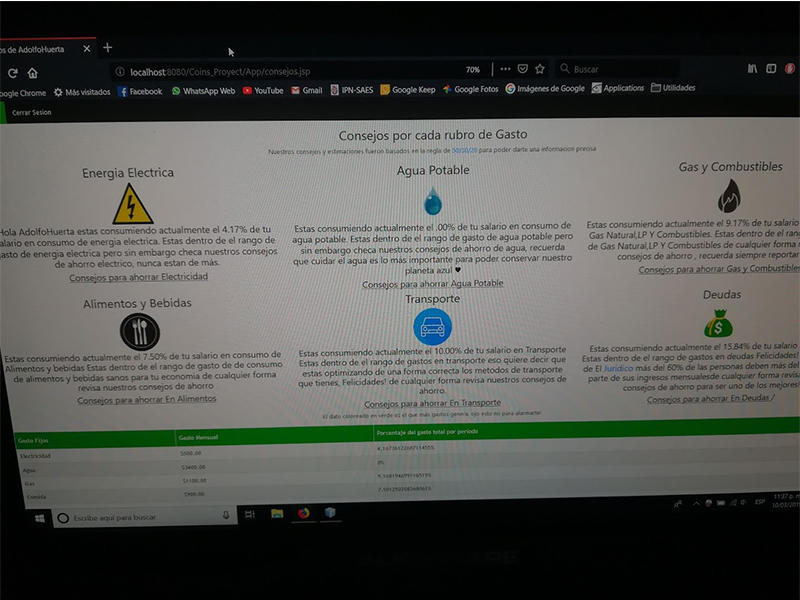 os de AdolfoHuerta
localhost:8080/Coins_Proyect/App/consejos.jsp
70%
Buscar
oogle Chrome
Más visitados
Facebook
WhatsApp Web
YouTube
Gmail
IPN-SAES
Google Keep
Google Fotos
Imágenes de Google
Applications
Utilidades
Cerrar Sesion
Consejos por cada rubro de Gasto
Nuestros consejos y estimaciones fueron basados en la regla de 50/30/20 para poder darte una informacion precisa
Energia Electrica
Hola AdolfoHuerta estas consumiendo actualmente el 4.17% de tu
alario en consumo de energia electrica. Estas dentro de el rango de
asto de energia electrica pero sin embargo checa nuestros consejos
de ahorro electrico, nunca estan de más.
Consejos para ahorrar Electricidad
Agua Potable
Estas consumiendo actualmente el .00% de tu salario en consumo de
agua potable. Estas dentro de el rango de gasto de agua potable pero
sin embargo checa nuestros consejos de ahorro de agua, recuerda
que cuidar el agua es lo más importante para poder conservar nuestro
planeta azul ♥
Consejos para ahorrar Agua Potable
Gas y Combustibles
Estas consumiendo actualmente el 9.17% de tu salario
Gas Natural,LP Y Combustibles. Estas dentro de el ran
de Gas Natural,LP Y Combustibles de cualquier forma
consejos de ahorro , recuerda siempre reportar
Consejos para ahorrar Gas y Combustibles
Alimentos y Bebidas
Estas consumiendo actualmente el 7.50% de tu salario en consumo de
Alimentos y bebidas Estas dentro de el rango de gasto de de consumo
de alimentos y bebidas sanos para tu economia de cualquier forma
revisa nuestros consejos de ahorro
Consejos para ahorrar En Alimentos
Transporte
Estas consumiendo actualmente el 10.00% de tu salario en Transporte
Estas dentro de el rango de gastos en transporte eso quiere decir que
estas optimizando de una forma correcta los metodos de transporte
que tienes, Felicidades! de cualquier forma revisa nuestros consejos de
ahorro.
Consejos para ahorrar En Transporte
El dato coloreado en verde es el que más gastos genera, ojo esto no para alarmarte!
Deudas
Estas consumiendo actualmente el 15.84% de tu salario
Estas dentro de el rango de gastos en deudas Felicidades!
de El Juridico más del 60% de las personas deben más del
parte de sus ingresos mensualesde cualquier forma revisa
consejos de ahorro para ser uno de los mejores!
Consejos para ahorrar En Deudas /
Gasto Fijos
Gasto Mensual
Porcentaje del gasto total por periodo
Electricidad
$500.00
Agua
$3400.00
0%
Gas
$1100.00
Comida
$900.00
Escribe aquí para buscar
ESP
11:37 p.
10/03/201